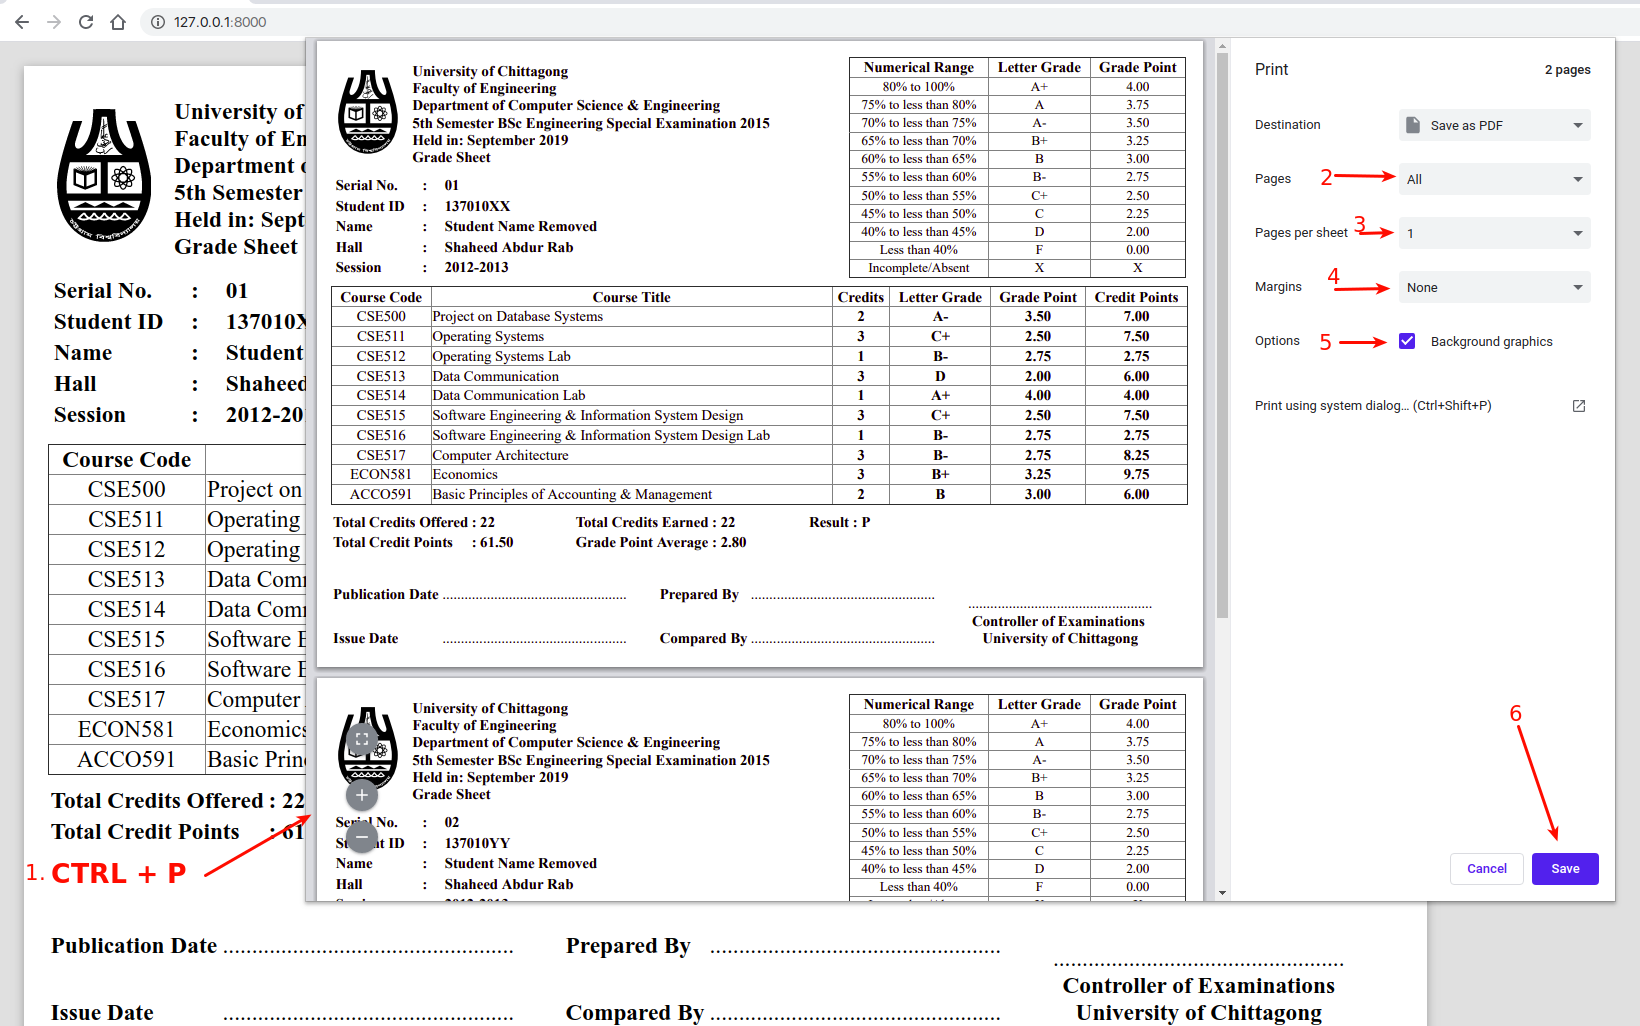 127.0.0.1:8000
University of
Faculty of En
Department o
5th Semester
Held in: Sept
Grade Sheet
Serial No. : 01
Student ID : 137010X
Name : Student
Hall : Shaheed
Session : 2012-20
Course Code
CSE500 Project on
CSE511 Operating
CSE512 Operating
CSE513 Data Com
CSE514 Data Com
CSE515 Software E
CSE516 Software E
CSE517 Computer
ECON581 Economics
ACCO591 Basic Prin
Total Credits Offered : 22
Total Credit Points : 61
1. CTRL + P
Publication Date .................................................. Prepared By ..................................................
..................................................
Controller of Examinations
Issue Date .................................................. Compared By ..................................................
University of Chittagong
University of Chittagong
Faculty of Engineering
Department of Computer Science & Engineering
5th Semester BSc Engineering Special Examination 2015
Held in: September 2019
Grade Sheet
Serial No. : 01
Student ID : 137010XX
Name : Student Name Removed
Hall : Shaheed Abdur Rab
Session : 2012-2013
Numerical Range Letter Grade Grade Point
80% to 100% A+ 4.00
75% to less than 80% A 3.75
70% to less than 75% A- 3.50
65% to less than 70% B+ 3.25
60% to less than 65% B 3.00
55% to less than 60% B- 2.75
50% to less than 55% C+ 2.50
45% to less than 50% C 2.25
40% to less than 45% D 2.00
Less than 40% F 0.00
Incomplete/Absent X X
Course Code Course Title Credits Letter Grade Grade Point Credit Points
CSE500 Project on Database Systems 2 A- 3.50 7.00
CSE511 Operating Systems 3 C+ 2.50 7.50
CSE512 Operating Systems Lab 1 B- 2.75 2.75
CSE513 Data Communication 3 D 2.00 6.00
CSE514 Data Communication Lab 1 A+ 4.00 4.00
CSE515 Software Engineering & Information System Design 3 C+ 2.50 7.50
CSE516 Software Engineering & Information System Design Lab 1 B- 2.75 2.75
CSE517 Computer Architecture 3 B- 2.75 8.25
ECON581 Economics 3 B+ 3.25 9.75
ACCO591 Basic Principles of Accounting & Management 2 B 3.00 6.00
Total Credits Offered : 22 Total Credits Earned : 22 Result : P
Total Credit Points : 61.50 Grade Point Average : 2.80
Publication Date .................................................. Prepared By ..................................................
..................................................
Controller of Examinations
Issue Date .................................................. Compared By ..................................................
University of Chittagong
University of Chittagong
Faculty of Engineering
Department of Computer Science & Engineering
5th Semester BSc Engineering Special Examination 2015
Held in: September 2019
Grade Sheet
Serial No. : 02
Student ID : 137010YY
Name : Student Name Removed
Hall : Shaheed Abdur Rab
Numerical Range Letter Grade Grade Point
80% to 100% A+ 4.00
75% to less than 80% A 3.75
70% to less than 75% A- 3.50
65% to less than 70% B+ 3.25
60% to less than 65% B 3.00
55% to less than 60% B- 2.75
50% to less than 55% C+ 2.50
45% to less than 50% C 2.25
40% to less than 45% D 2.00
Less than 40% F 0.00
Print 2 pages
Destination Save as PDF
Pages 2 All
Pages per sheet 3 1
Margins 4 None
Options 5 Background graphics
Print using system dialog... (Ctrl+Shift+P)
6
Cancel Save